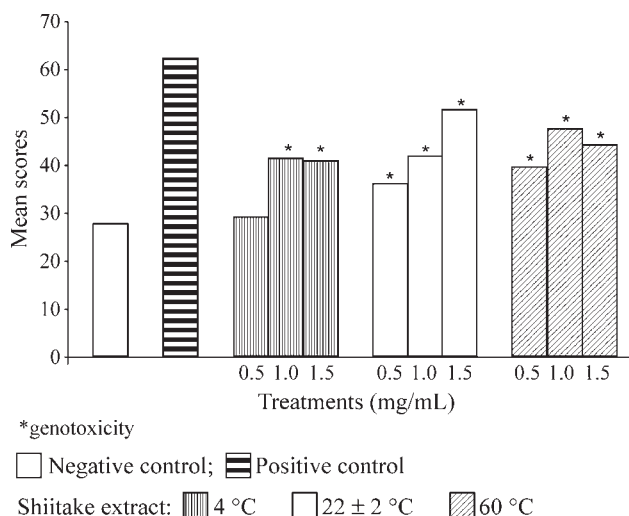 70
60
50
40
30
20
10
0
Mean scores
* * * * * * * *
0.5 1.0 1.5 0.5 1.0 1.5 0.5 1.0 1.5
Treatments (mg/mL)
*genotoxicity
Negative control; Positive control
Shiitake extract: 4 °C 22 ± 2 °C 60 °C